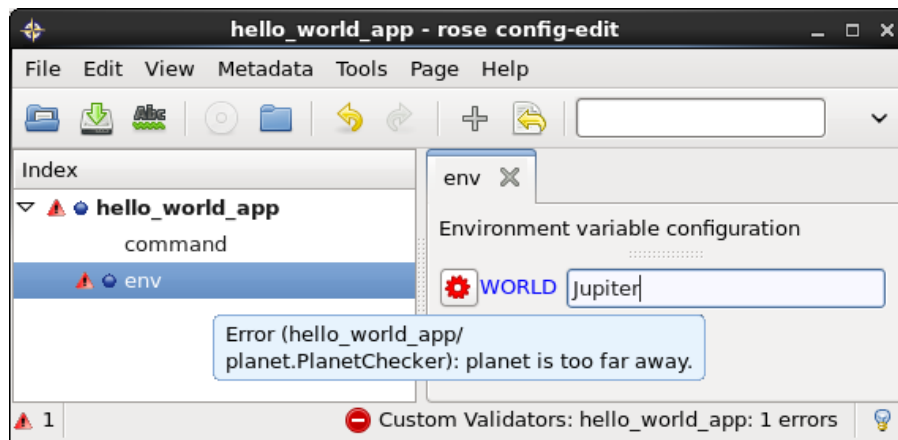 hello_world_app - rose config-edit
File Edit View Metadata Tools Page Help
Abc
Index
env
hello_world_app
Environment variable configuration
command
env
WORLD Jupiter
Error (hello_world_app/
planet.PlanetChecker): planet is too far away.
1
Custom Validators: hello_world_app: 1 errors